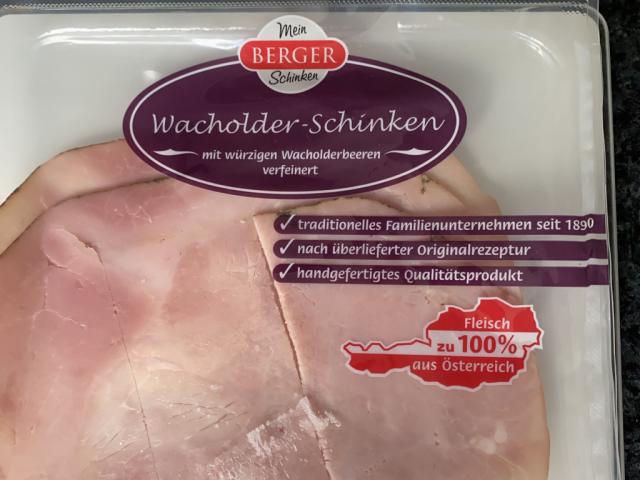 Mein
BERGER
Schinken
Wacholder-Schinken
mit würzigen Wacholderbeeren
verfeinert
✓ traditionelles Familienunternehmen seit 1890
✓ nach überlieferter Originalrezeptur
✓ handgefertigtes Qualitätsprodukt
Fleisch
zu 100%
aus Österreich